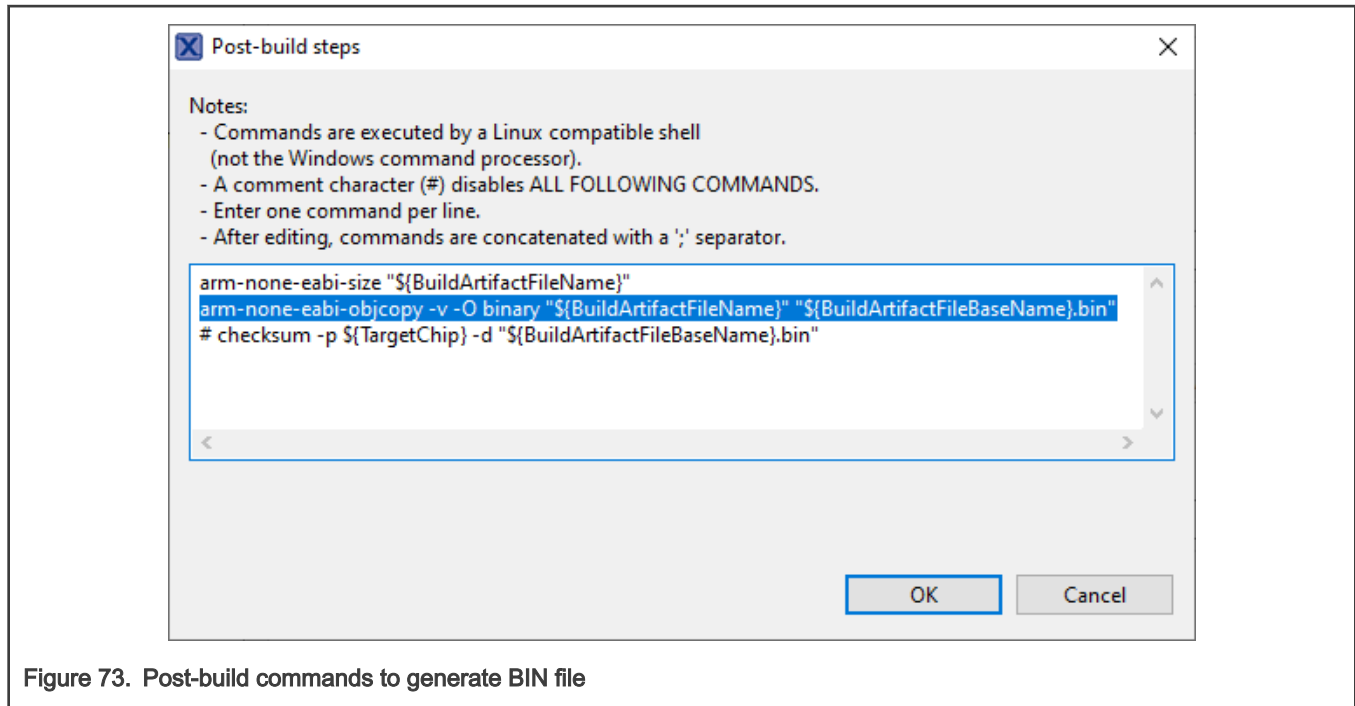 Post-build steps
Notes:
- Commands are executed by a Linux compatible shell
(not the Windows command processor).
- A comment character (#) disables ALL FOLLOWING COMMANDS.
- Enter one command per line.
- After editing, commands are concatenated with a ';' separator.
arm-none-eabi-size "${BuildArtifactFileName}"
arm-none-eabi-objcopy -v -O binary "${BuildArtifactFileName}" "${BuildArtifactFileBaseName}.bin"
# checksum -p ${TargetChip} -d "${BuildArtifactFileBaseName}.bin"
OK Cancel
Figure 73. Post-build commands to generate BIN file